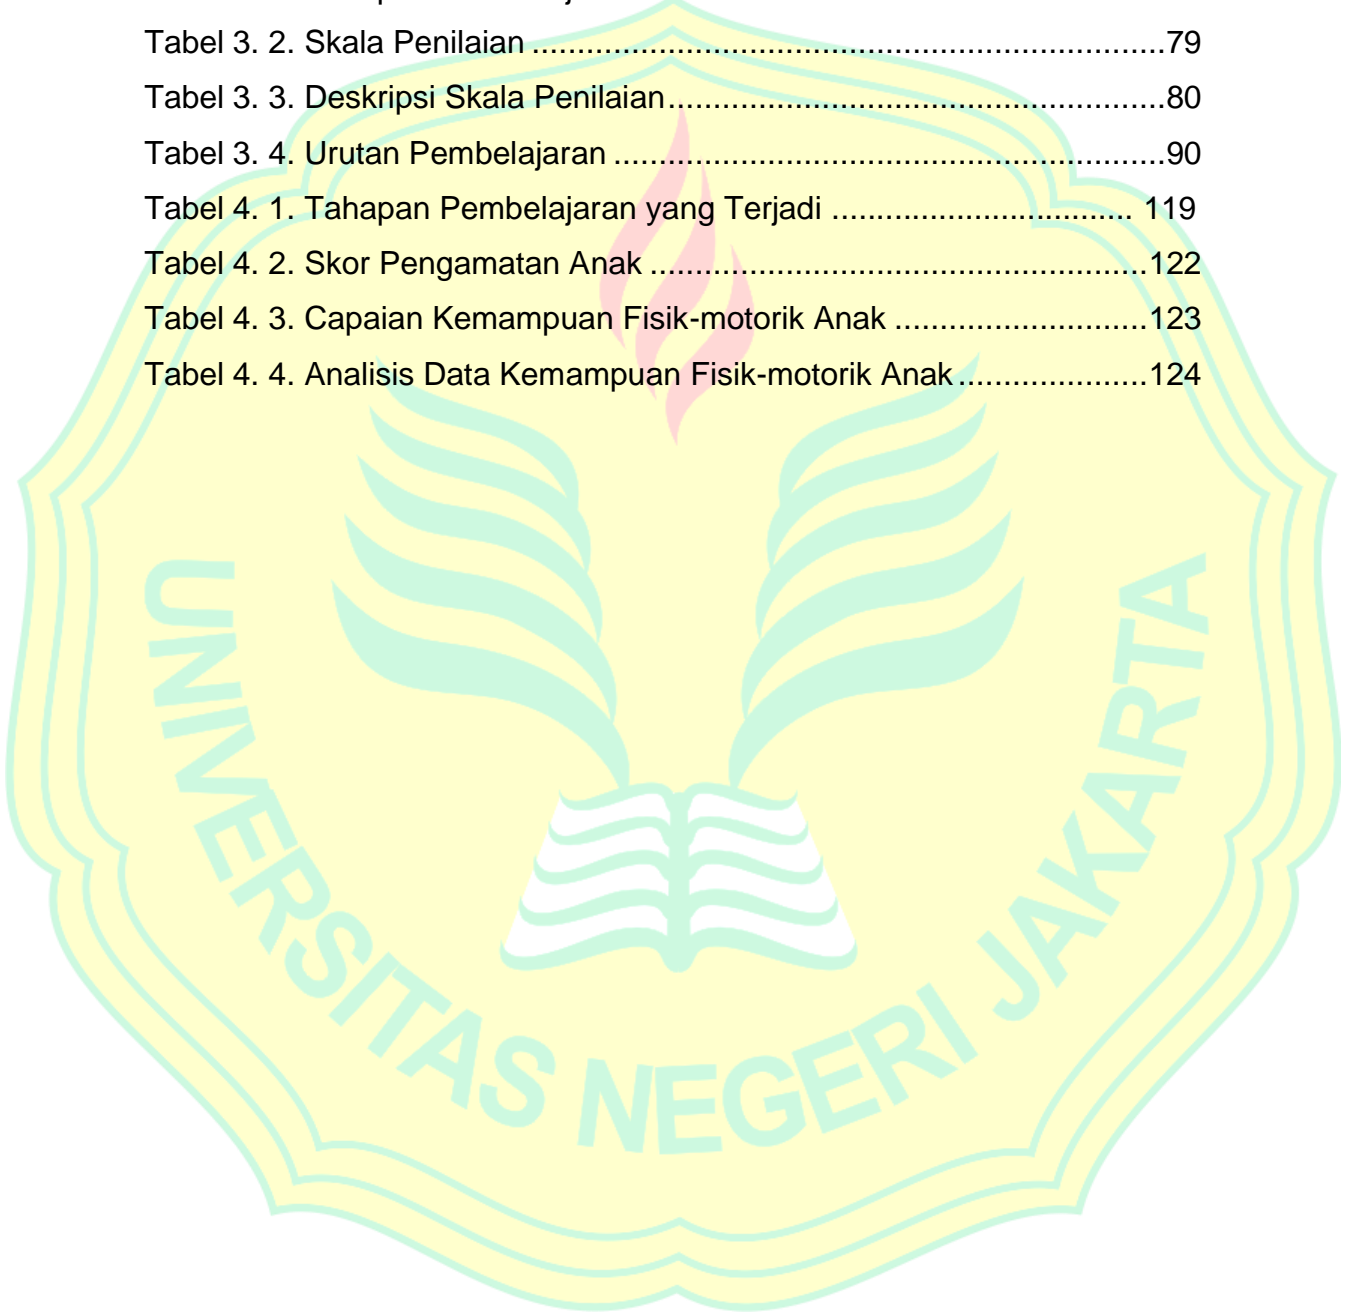 Tabel 3. 2. Skala Penilaian ........................................................................79
Tabel 3. 3. Deskripsi Skala Penilaian.........................................................80
Tabel 3. 4. Urutan Pembelajaran ...............................................................90
Tabel 4. 1. Tahapan Pembelajaran yang Terjadi .................................. 119
Tabel 4. 2. Skor Pengamatan Anak .........................................................122
Tabel 4. 3. Capaian Kemampuan Fisik-motorik Anak .............................123
Tabel 4. 4. Analisis Data Kemampuan Fisik-motorik Anak.....................124
UNIVERSITAS NEGERI JAKARTA